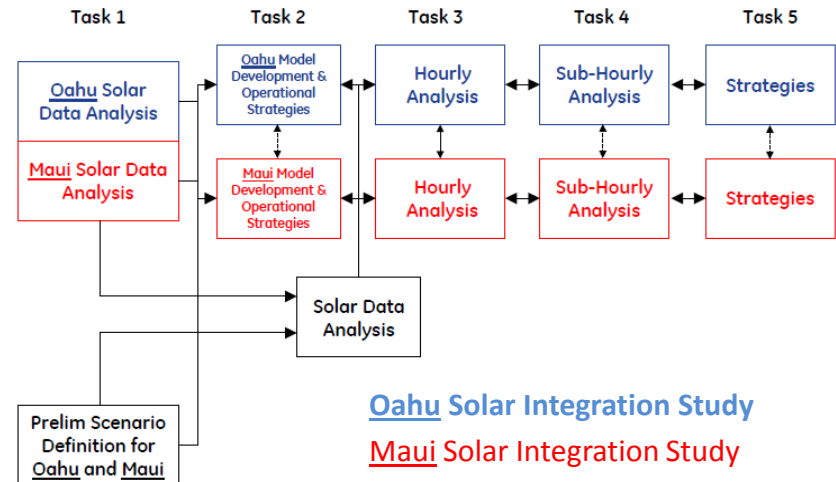 Task 1
Task 2
Task 3
Task 4
Task 5
Oahu Solar
Data Analysis
Oahu Model
Development &
Operational
Strategies
Hourly
Analysis
Sub-Hourly
Analysis
Strategies
Maui Solar Data
Analysis
Maui Model
Development &
Operational
Strategies
Hourly
Analysis
Sub-Hourly
Analysis
Strategies
Solar Data
Analysis
Prelim Scenario
Definition for
Oahu and Maui
Oahu Solar Integration Study
Maui Solar Integration Study